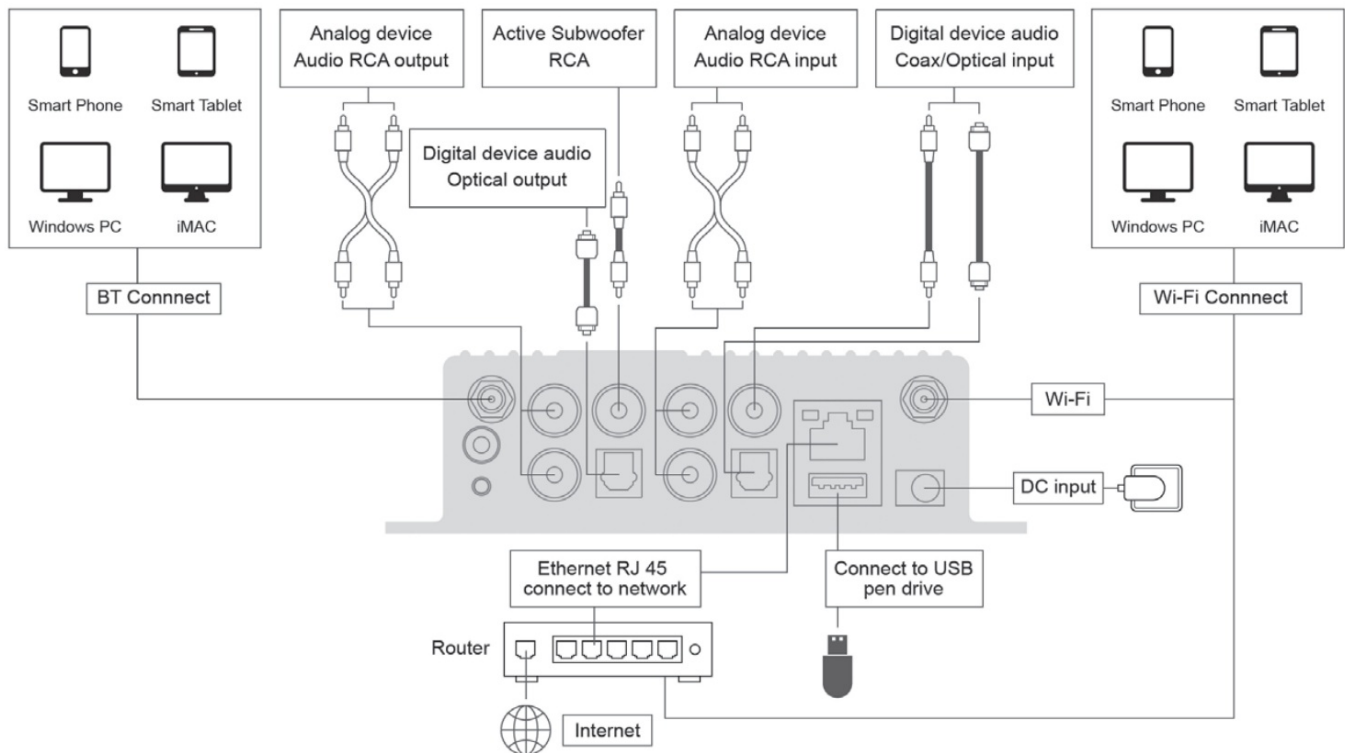 Smart Phone
Smart Tablet
Windows PC
iMAC
BT Connnect
Analog device
Audio RCA output
Active Subwoofer
RCA
Digital device audio
Optical output
Analog device
Audio RCA input
Digital device audio
Coax/Optical input
Smart Phone
Smart Tablet
Windows PC
iMAC
Wi-Fi Connnect
Wi-Fi
DC input
Ethernet RJ 45
connect to network
Connect to USB
pen drive
Router
Internet